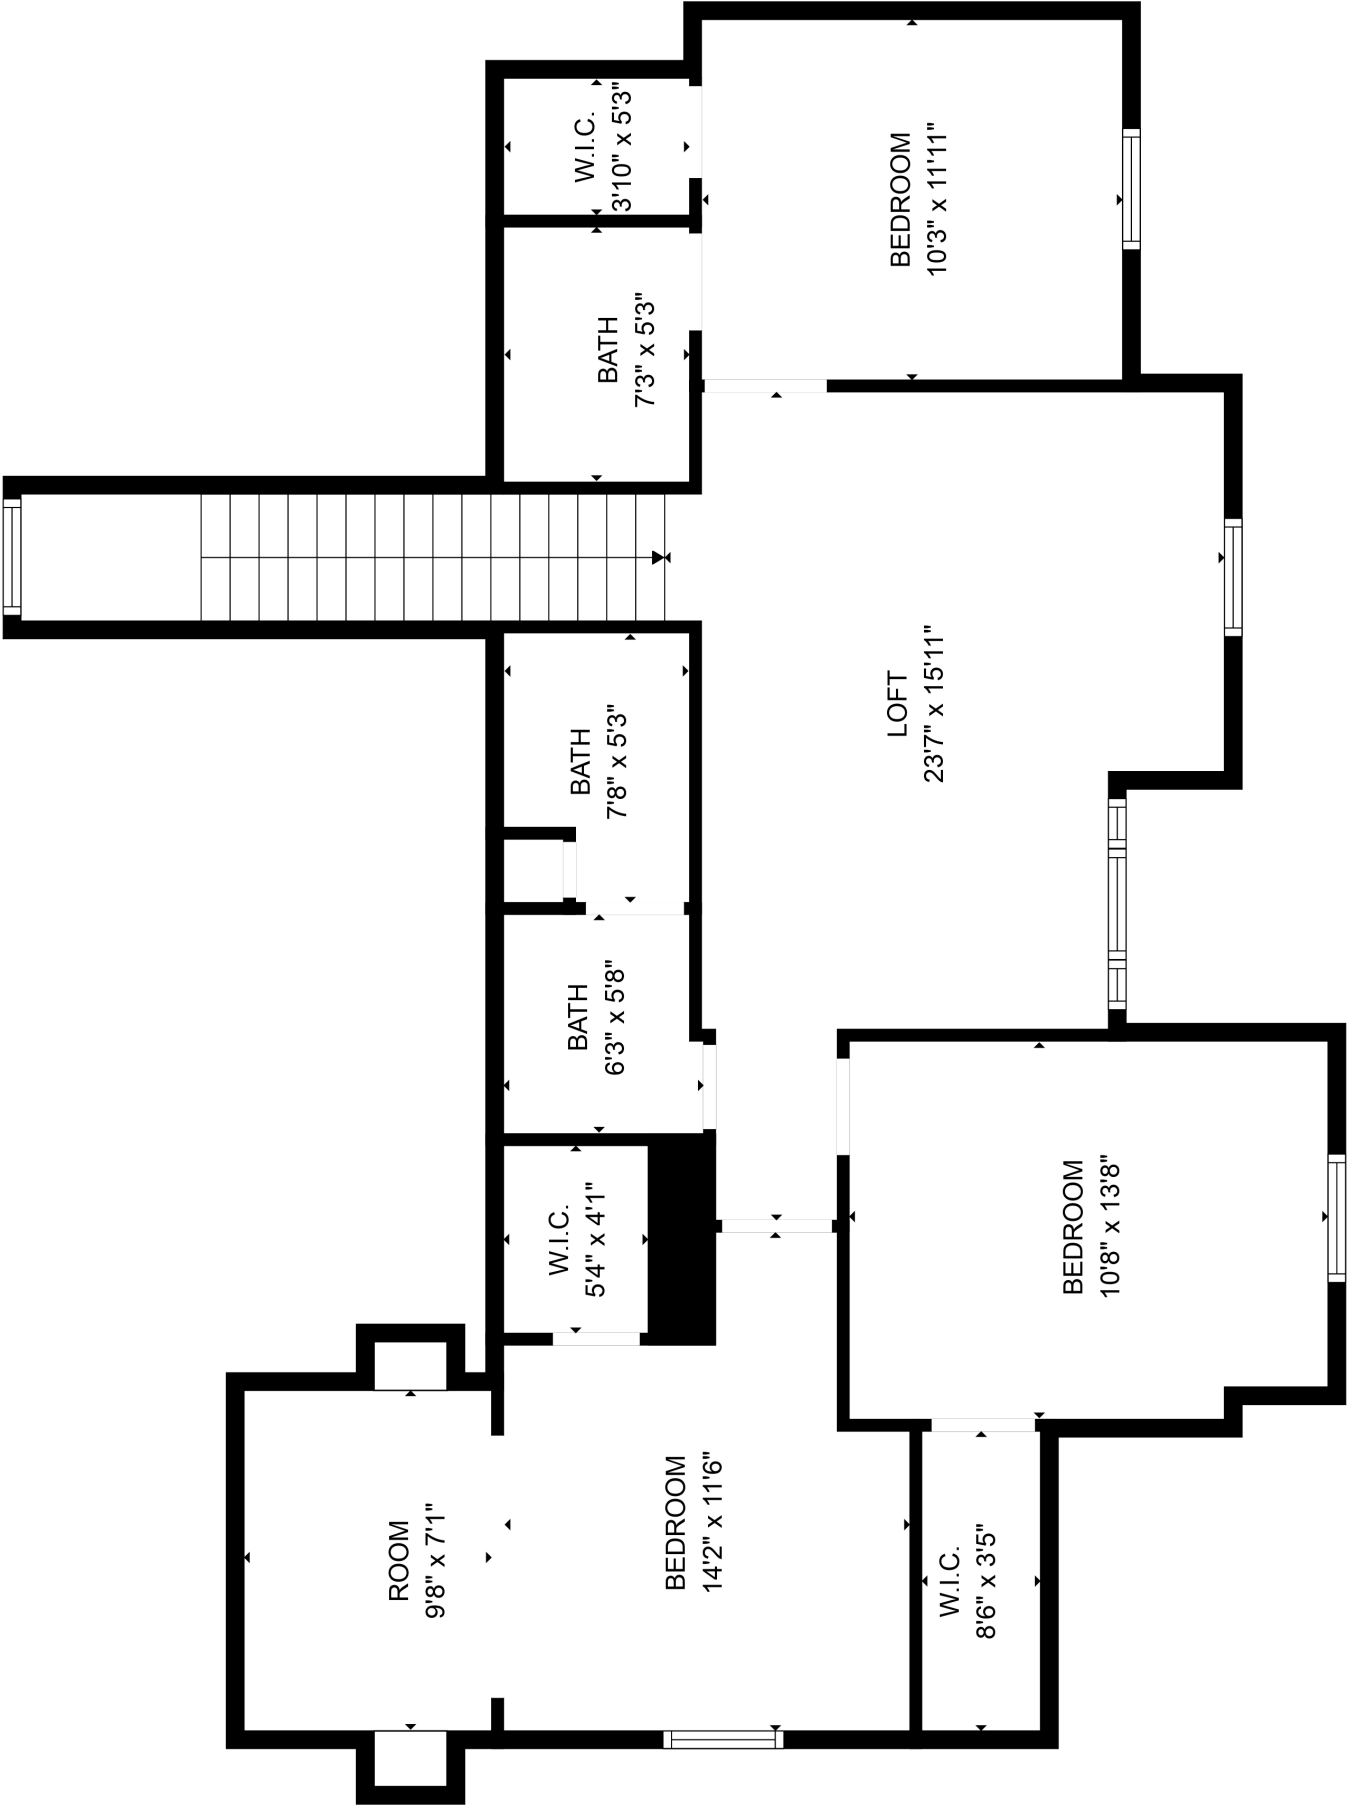 W.I.C.
3'10" x 5'3"
BEDROOM
10'3" x 11'11"
BATH
7'3" x 5'3"
LOFT
23'7" x 15'11"
BATH
7'8" x 5'3"
BATH
6'3" x 5'8"
W.I.C.
5'4" x 4'1"
BEDROOM
10'8" x 13'8"
ROOM
9'8" x 7'1"
BEDROOM
14'2" x 11'6"
W.I.C.
8'6" x 3'5"